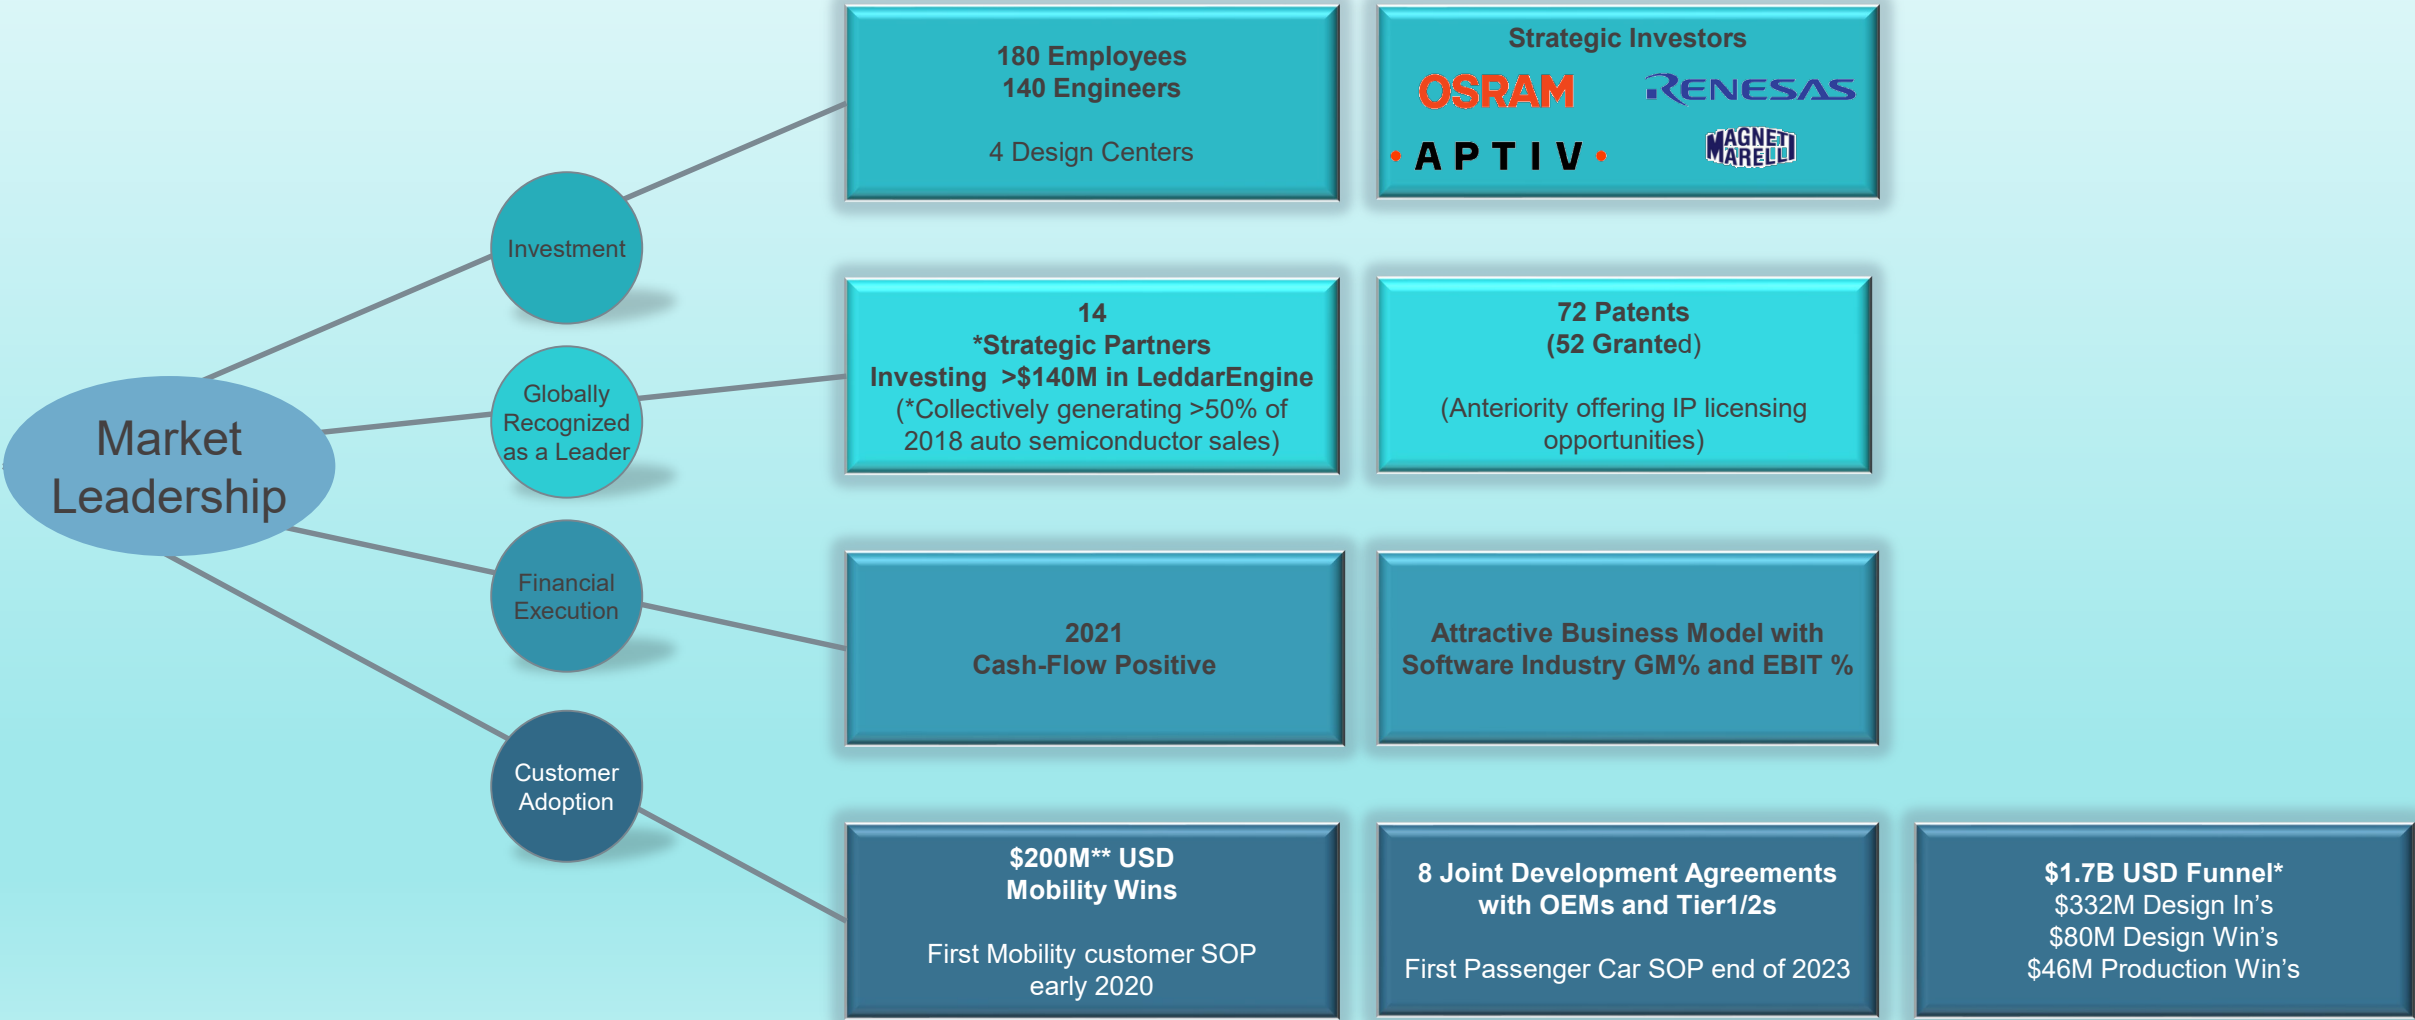 Market
Leadership
Investment
180 Employees
140 Engineers
4 Design Centers
Strategic Investors
OSRAM
RENESAS
• APTIV •
MAGNETI
MARELLI
Globally
Recognized
as a Leader
14
*Strategic Partners
Investing  >$140M in LeddarEngine
(*Collectively generating >50% of
2018 auto semiconductor sales)
72 Patents
(52 Granted)
(Anteriority offering IP licensing
opportunities)
Financial
Execution
2021
Cash-Flow Positive
Attractive Business Model with
Software Industry GM% and EBIT %
Customer
Adoption
$200M** USD
Mobility Wins
First Mobility customer SOP
early 2020
8 Joint Development Agreements
with OEMs and Tier1/2s
First Passenger Car SOP end of 2023
$1.7B USD Funnel*
$332M Design In’s
$80M Design Win’s
$46M Production Win’s